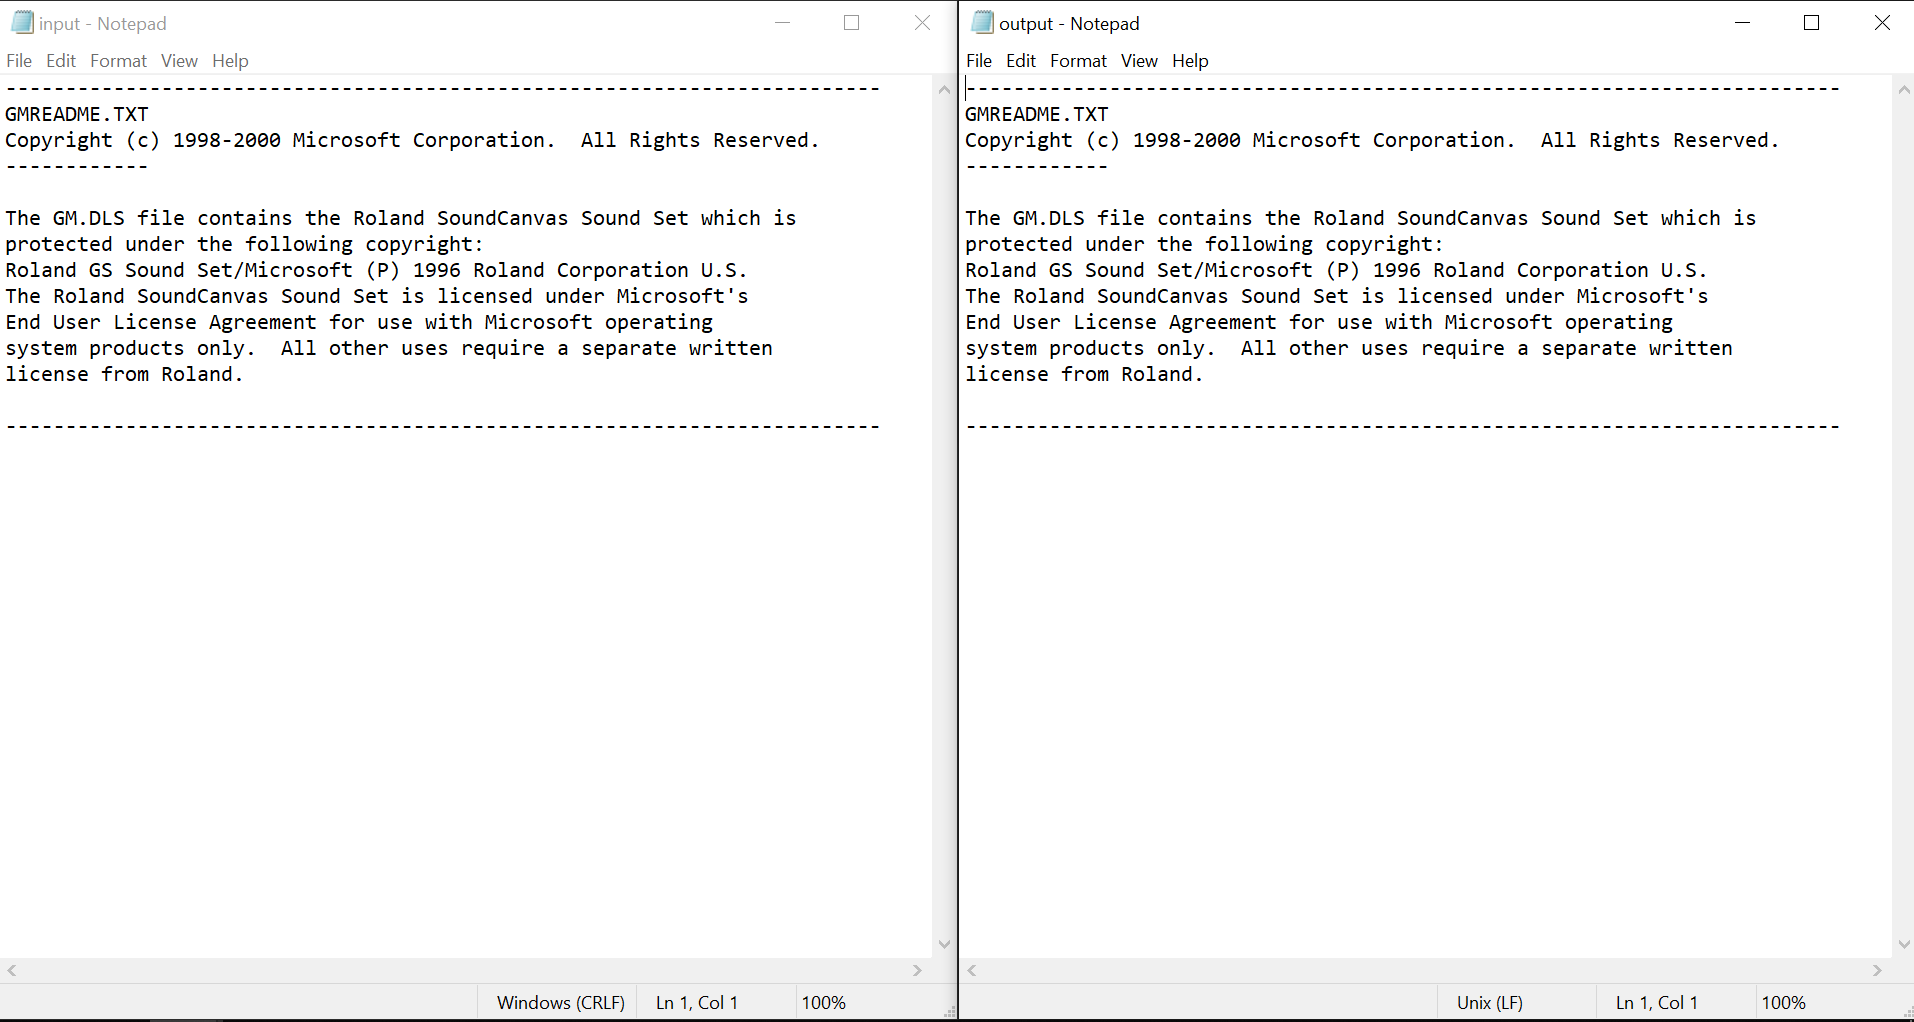 input - Notepad
File Edit Format View Help
-------------------------------------------------------------------------
GMREADME.TXT
Copyright (c) 1998-2000 Microsoft Corporation.  All Rights Reserved.
------------

The GM.DLS file contains the Roland SoundCanvas Sound Set which is
protected under the following copyright:
Roland GS Sound Set/Microsoft (P) 1996 Roland Corporation U.S.
The Roland SoundCanvas Sound Set is licensed under Microsoft's
End User License Agreement for use with Microsoft operating
system products only.  All other uses require a separate written
license from Roland.

-------------------------------------------------------------------------
Windows (CRLF) Ln 1, Col 1 100%
output - Notepad
File Edit Format View Help
-------------------------------------------------------------------------
GMREADME.TXT
Copyright (c) 1998-2000 Microsoft Corporation.  All Rights Reserved.
------------

The GM.DLS file contains the Roland SoundCanvas Sound Set which is
protected under the following copyright:
Roland GS Sound Set/Microsoft (P) 1996 Roland Corporation U.S.
The Roland SoundCanvas Sound Set is licensed under Microsoft's
End User License Agreement for use with Microsoft operating
system products only.  All other uses require a separate written
license from Roland.

-------------------------------------------------------------------------
Unix (LF) Ln 1, Col 1 100%